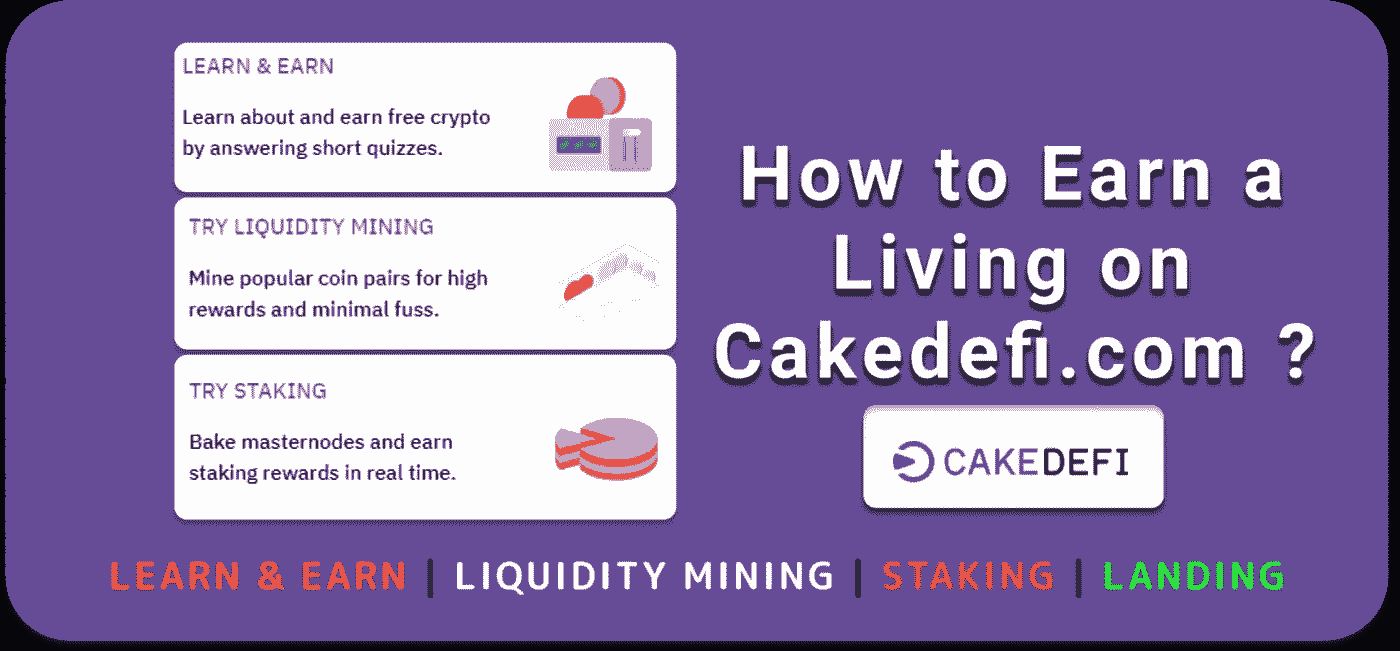 LEARN & EARN
Learn about and earn free crypto
by answering short quizzes.
TRY LIQUIDITY MINING
Mine popular coin pairs for high
rewards and minimal fuss.
TRY STAKING
Bake masternodes and earn
staking rewards in real time.
How to Earn a
Living on
Cakedefi.com ?
CAKEDEFI
LEARN & EARN | LIQUIDITY MINING | STAKING | LANDING